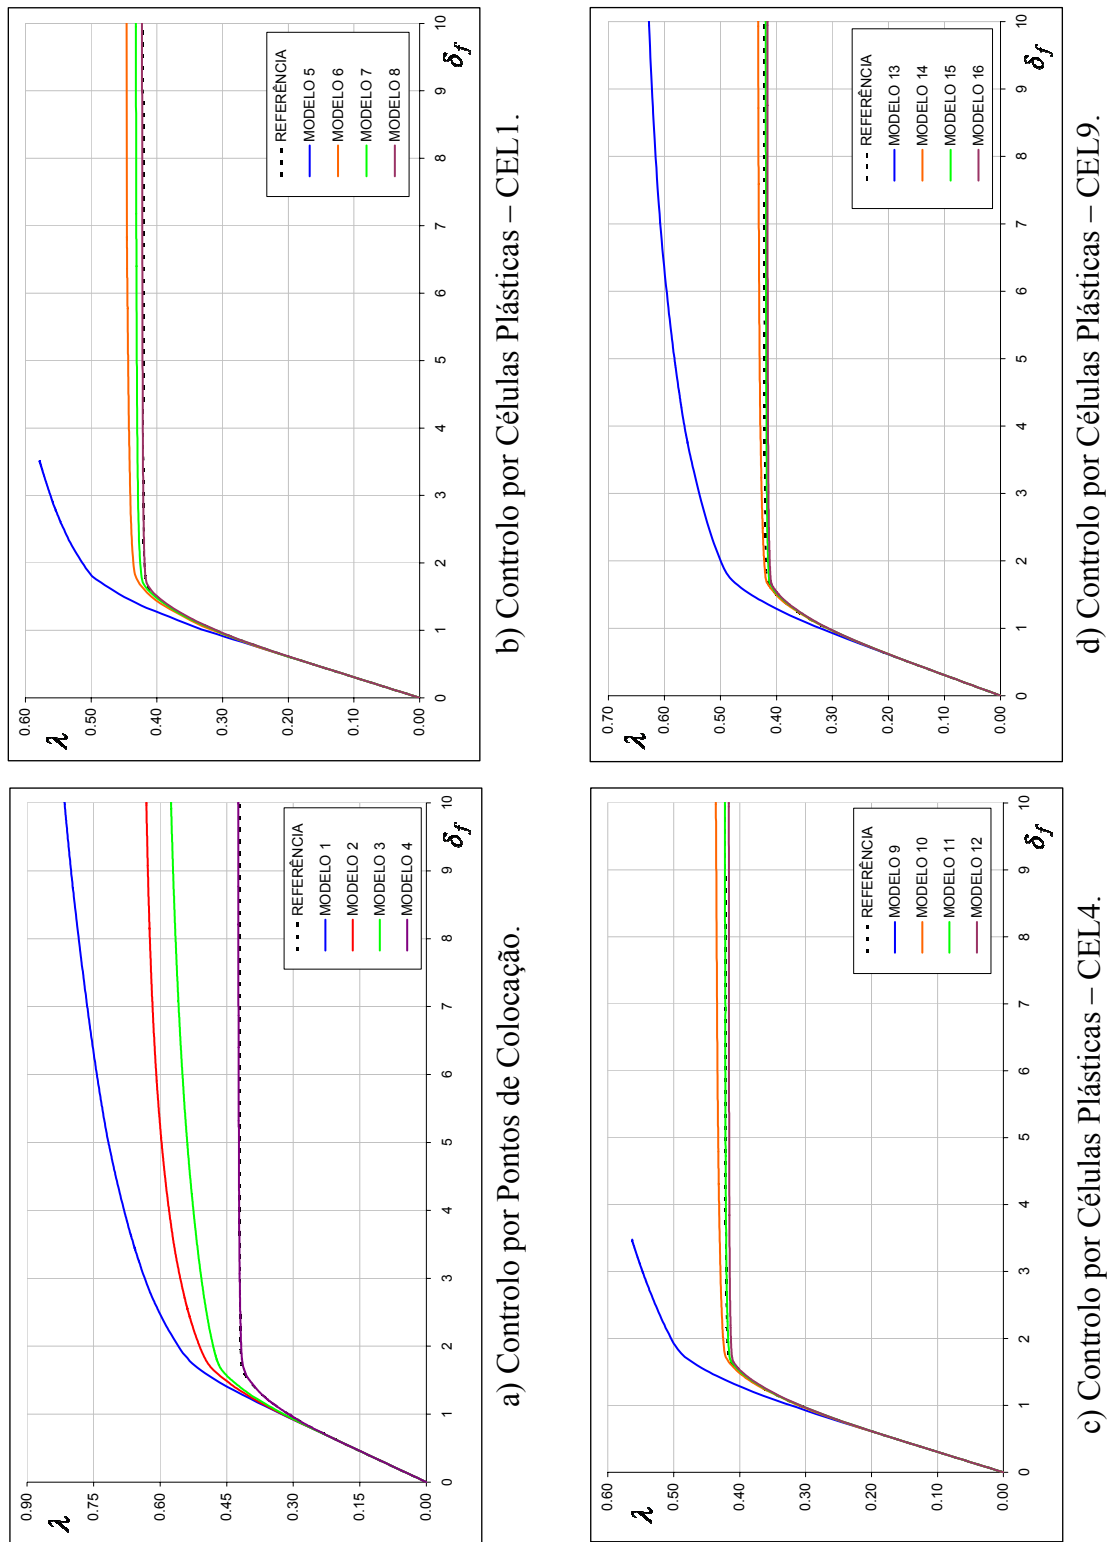 λ
0.90
0.75
0.60
0.45
0.30
0.15
0.00
0 1 2 3 4 5 6 7 8 9 10
δf
REFERÊNCIA
MODELO 1
MODELO 2
MODELO 3
MODELO 4
a) Controlo por Pontos de Colocação.
λ
0.60
0.50
0.40
0.30
0.20
0.10
0.00
0 1 2 3 4 5 6 7 8 9 10
δf
REFERÊNCIA
MODELO 5
MODELO 6
MODELO 7
MODELO 8
b) Controlo por Células Plásticas – CEL1.
λ
0.60
0.50
0.40
0.30
0.20
0.10
0.00
0 1 2 3 4 5 6 7 8 9 10
δf
REFERÊNCIA
MODELO 9
MODELO 10
MODELO 11
MODELO 12
c) Controlo por Células Plásticas – CEL4.
λ
0.70
0.60
0.50
0.40
0.30
0.20
0.10
0.00
0 1 2 3 4 5 6 7 8 9 10
δf
REFERÊNCIA
MODELO 13
MODELO 14
MODELO 15
MODELO 16
d) Controlo por Células Plásticas – CEL9.